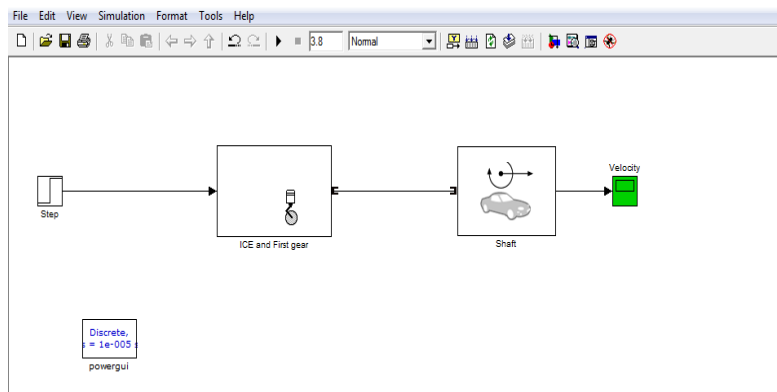 File Edit View Simulation Format Tools Help
3.8 Normal
Velocity
Step
ICE and First gear
Shaft
Discrete,
s = 1e-005 s
powergui